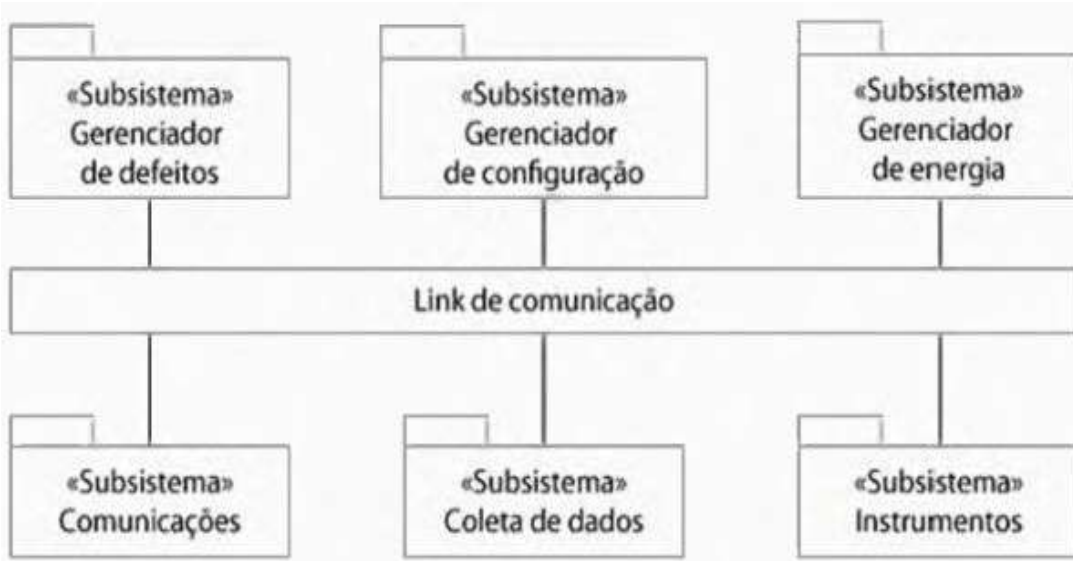 «Subsistema»
Gerenciador
de defeitos
«Subsistema»
Gerenciador
de configuração
«Subsistema»
Gerenciador
de energia
Link de comunicação
«Subsistema»
Comunicações
«Subsistema»
Coleta de dados
«Subsistema»
Instrumentos